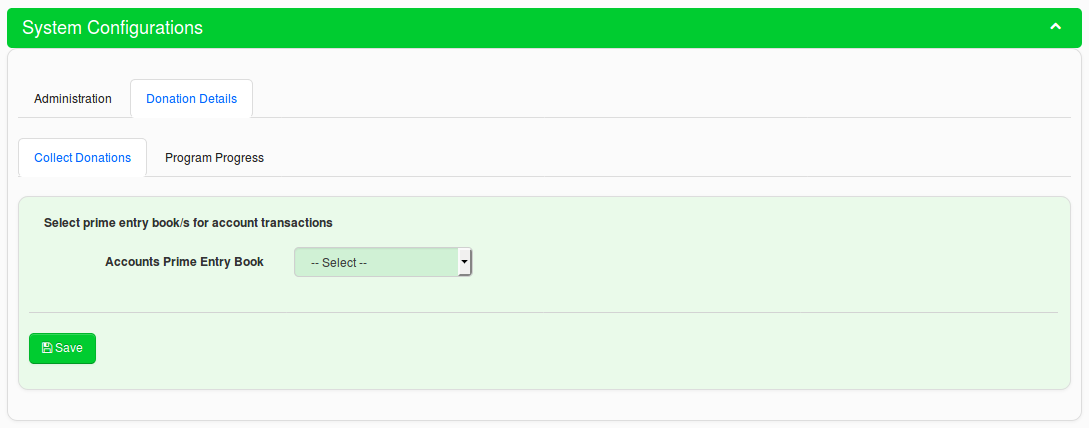 System Configurations
Administration Donation Details
Collect Donations Program Progress
Select prime entry book/s for account transactions
Accounts Prime Entry Book -- Select --
Save